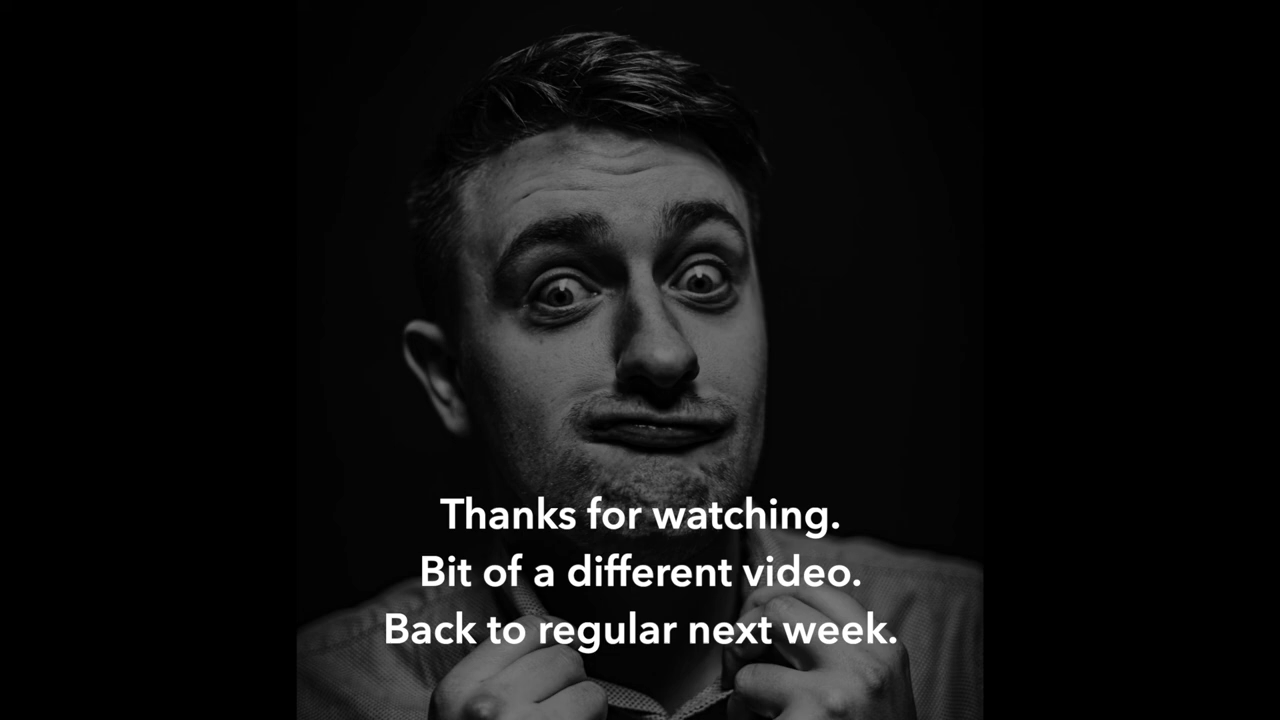 Thanks for watching.
Bit of a different video.
Back to regular next week.